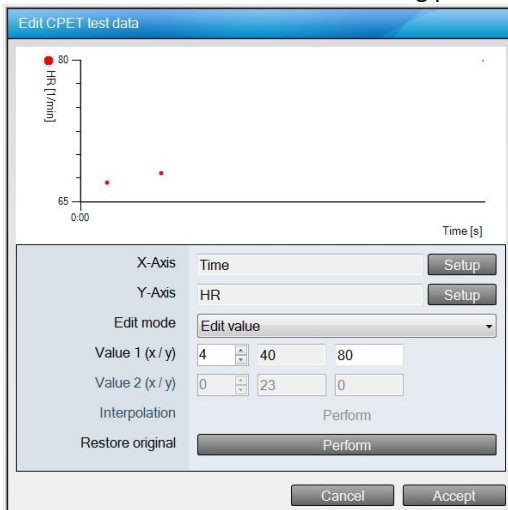 Edit CPET test data
80
HR [1/min]
65
0:00
Time [s]
X-Axis Time Setup
Y-Axis HR Setup
Edit mode Edit value
Value 1 (x / y) 4 40 80
Value 2 (x / y) 0 23 0
Interpolation Perform
Restore original Perform
Cancel Accept